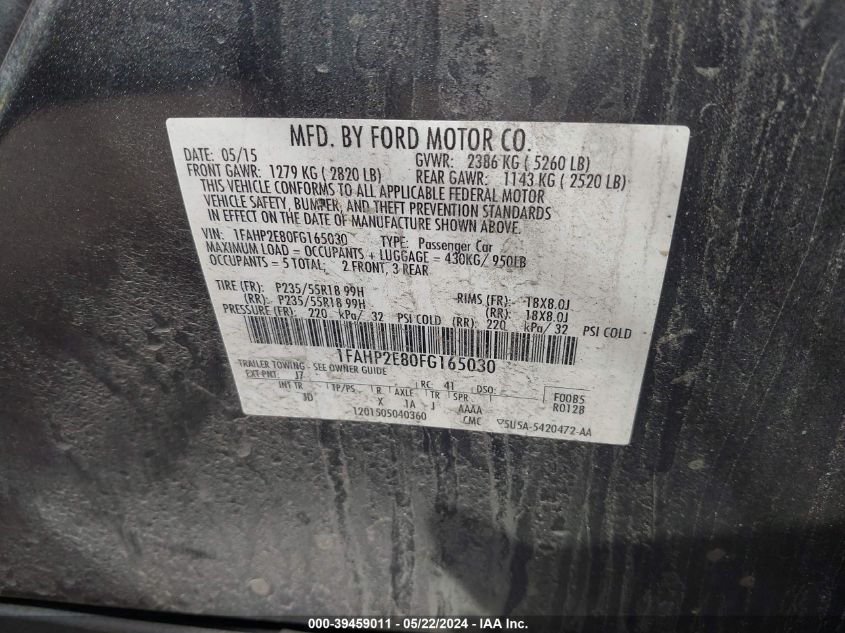 MFD. BY FORD MOTOR CO.
DATE: 05/15 GVWR: 2386 KG ( 5260 LB)
FRONT GAWR: 1279 KG ( 2820 LB) REAR GAWR: 1143 KG ( 2520 LB)
THIS VEHICLE CONFORMS TO ALL APPLICABLE FEDERAL MOTOR
VEHICLE SAFETY, BUMPER, AND THEFT PREVENTION STANDARDS
IN EFFECT ON THE DATE OF MANUFACTURE SHOWN ABOVE.
VIN: 1FAHP2E80FG165030 TYPE: Passenger Car
MAXIMUM LOAD = OCCUPANTS + LUGGAGE = 430KG/ 950LB
OCCUPANTS = 5 TOTAL; 2 FRONT, 3 REAR
TIRE (FR): P235/55R18 99H RIMS (FR): 18X8.0J
(RR): P235/55R18 99H (RR): 18X8.0J
PRESSURE (FR): 220 kPa/ 32 PSI COLD (RR): 220 kPa/ 32 PSI COLD
1FAHP2E80FG165030
TRAILER TOWING - SEE OWNER GUIDE
EXT PNT: J7 RC: 41 DSO:
INT TR TP/PS R AXLE TR SPR F00B5
JD X 1A J AAAA R0128
1201505040360 CMC ▽5U5A-5420472-AA
000-39459011 - 05/22/2024 - IAAI Inc.